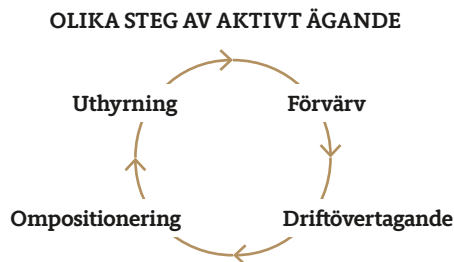 OLIKA STEG AV AKTIVT ÄGANDE
Uthyrning
Förvärv
Ompositionering
Driftövertagande